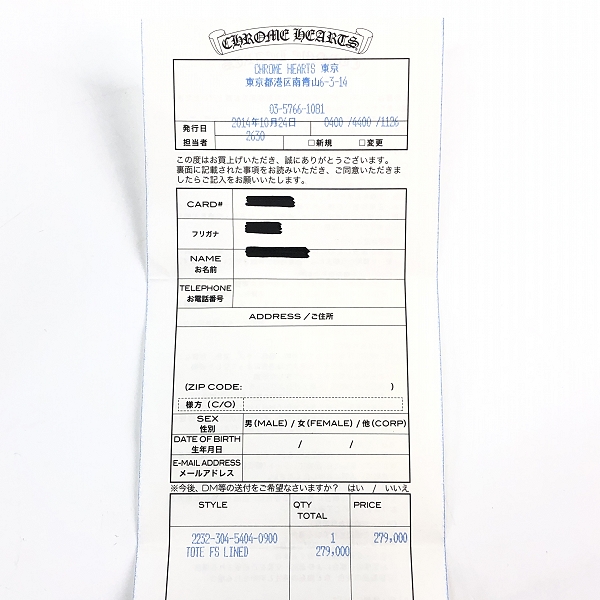 CHROME HEARTS
CHROME HEARTS 東京
東京都港区南青山6-3-14
03-5766-1081
発行日 2014年10月24日 0400 /4400 /1126
担当者 2630 □新規 □変更
この度はお買上げいただき、誠にありがとうございます。
裏面に記載された事項をお読みいただき、ご同意いただきま
したらご記入をお願いいたします。
CARD#
フリガナ
NAME
お名前
TELEPHONE
お電話番号
ADDRESS/ご住所
(ZIP CODE: )
様方 (C/O)
SEX
性別
男(MALE) / 女(FEMALE) / 他(CORP)
DATE OF BIRTH
生年月日
/ /
E-MAIL ADDRESS
メールアドレス
※今後、DM等の送付をご希望なさいますか? はい / いいえ
STYLE QTY PRICE
TOTAL
2232-304-5404-0900 1 279,000
TOTE FS LINED 279,000